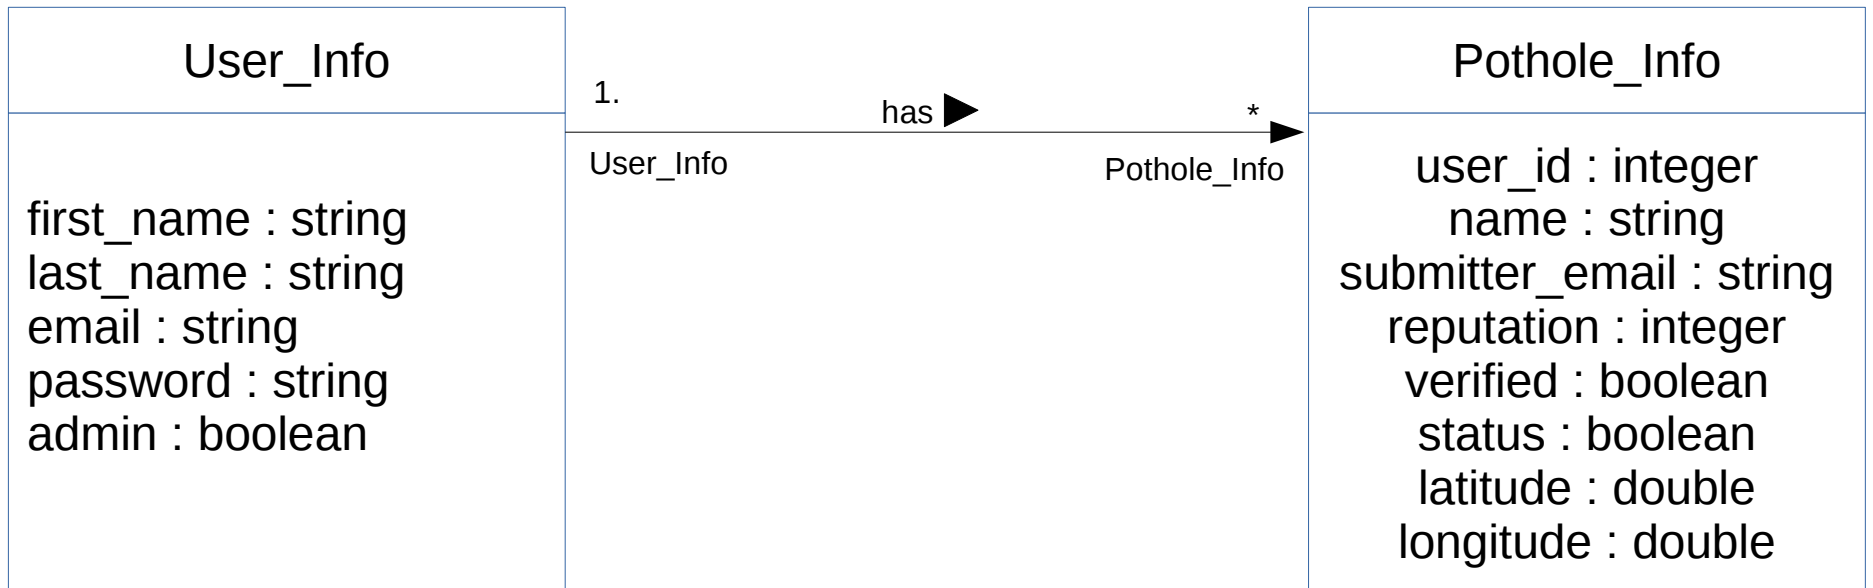 User_Info
first_name : string
last_name : string
email : string
password : string
admin : boolean
1.
has
*
User_Info
Pothole_Info
Pothole_Info
user_id : integer
name : string
submitter_email : string
reputation : integer
verified : boolean
status : boolean
latitude : double
longitude : double